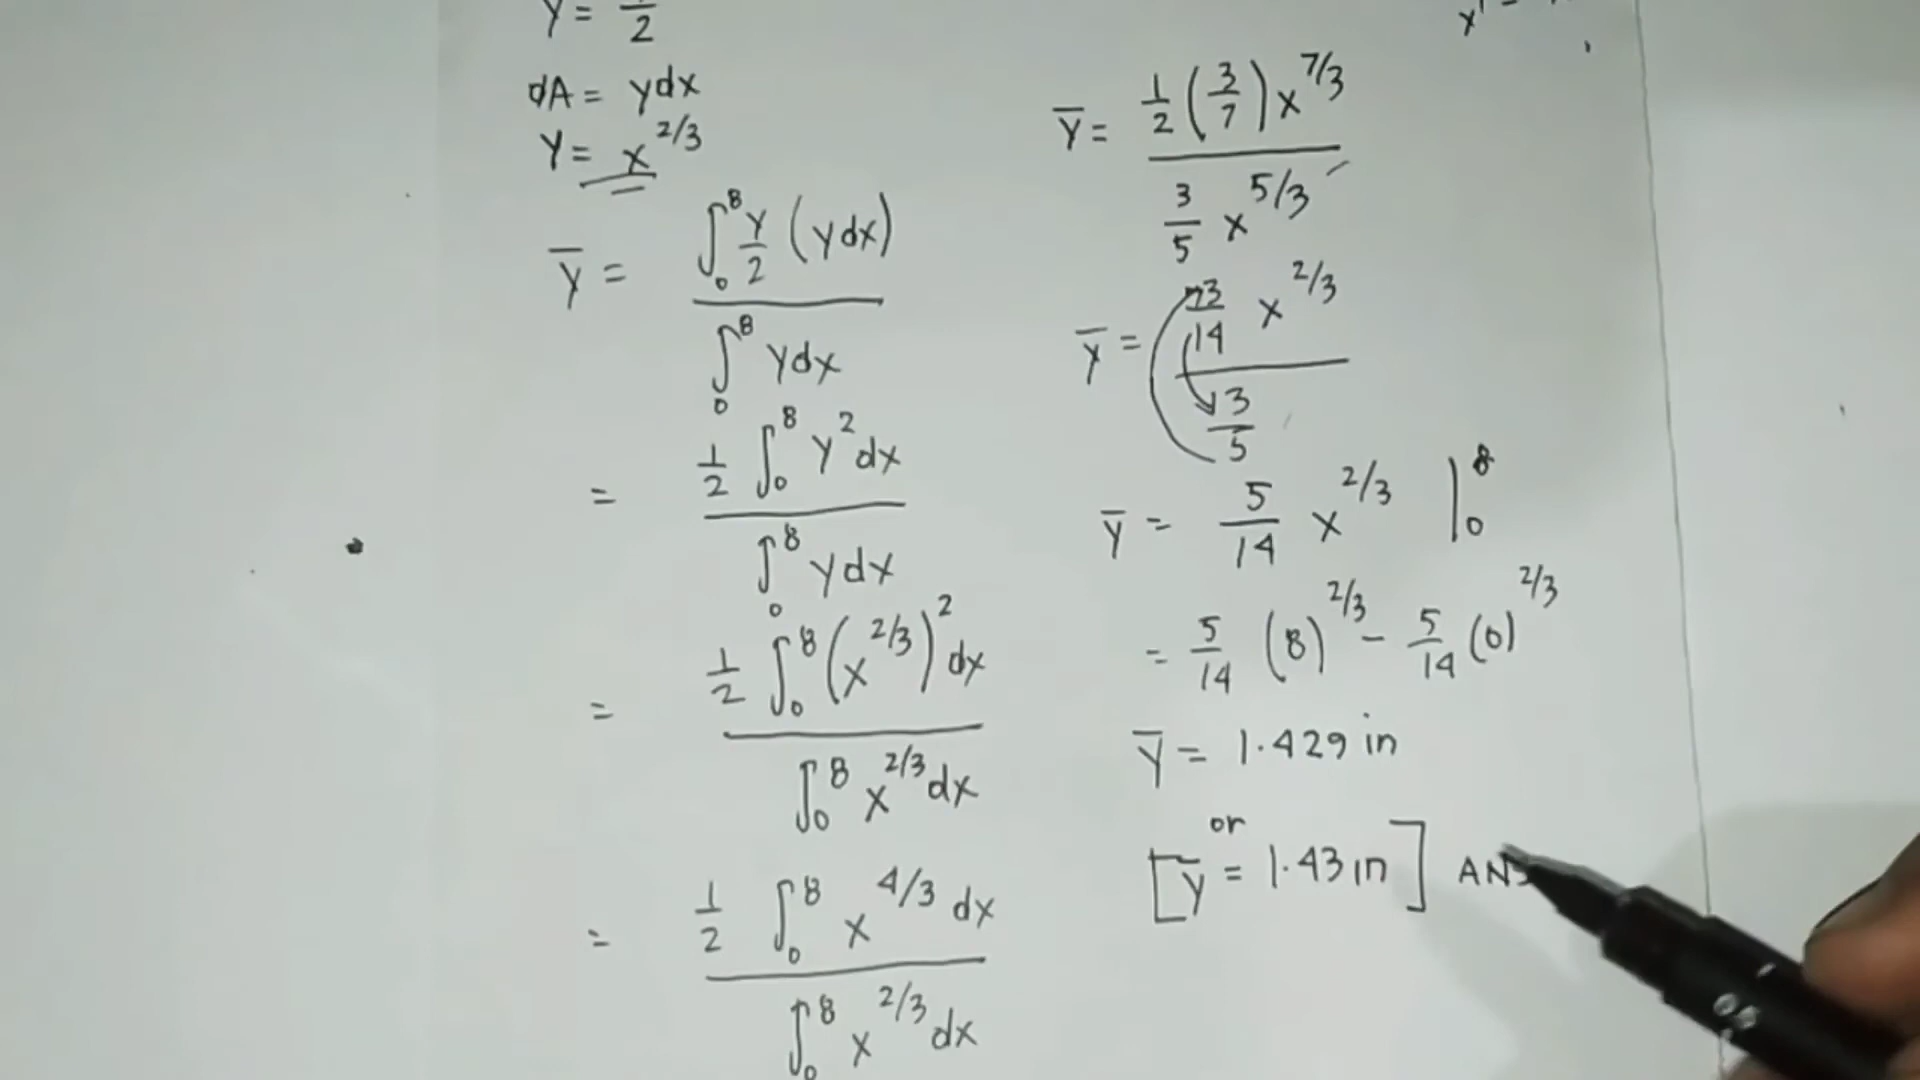 Y = —/2
dA = ydx
Y = x^2/3
Y̅ = ∫₀⁸ y/2 (ydx) / ∫₀⁸ ydx
= 1/2 ∫₀⁸ y² dx / ∫₀⁸ ydx
= 1/2 ∫₀⁸ (x^2/3)² dx / ∫₀⁸ x^2/3 dx
= 1/2 ∫₀⁸ x^4/3 dx / ∫₀⁸ x^2/3 dx
Y̅ = 1/2 (3/7) x^7/3 / 3/5 x^5/3
Y̅ = 3/14 x^2/3 / 3/5
Y̅ = 5/14 x^2/3 |₀⁸
= 5/14 (8)^2/3 - 5/14 (0)^2/3
Y̅ = 1.429 in
or
[Y̅ = 1.43 in] ANS